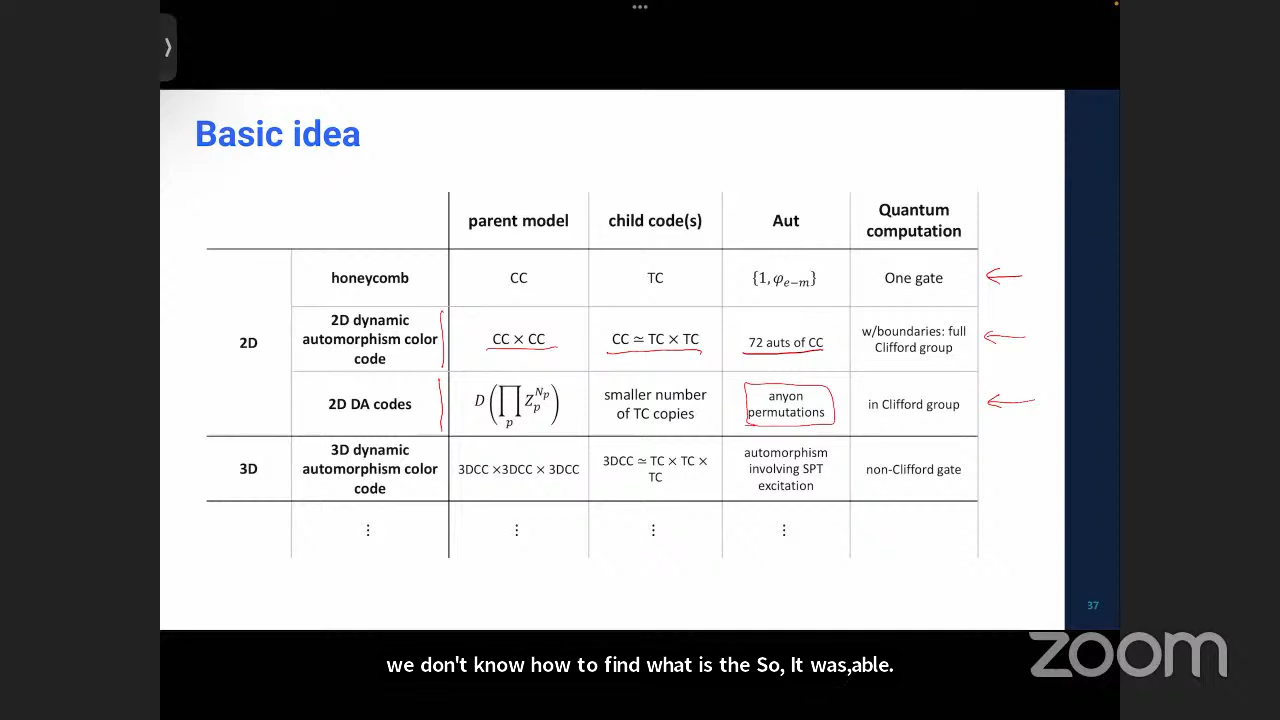 Basic idea
parent model
child code(s)
Aut
Quantum
computation
2D
honeycomb
CC
TC
{1, φ_{e−m}}
One gate
2D dynamic
automorphism color
code
CC × CC
CC ≃ TC × TC
72 auts of CC
w/boundaries: full
Clifford group
2D DA codes
D(∏_p Z_p^{N_p})
smaller number
of TC copies
anyon
permutations
in Clifford group
3D
3D dynamic
automorphism color
code
3DCC ×3DCC × 3DCC
3DCC ≃ TC × TC ×
TC
automorphism
involving SPT
excitation
non-Clifford gate
⋮
⋮
⋮
⋮
37
we don't know how to find what is the So, It was,able.
zoom